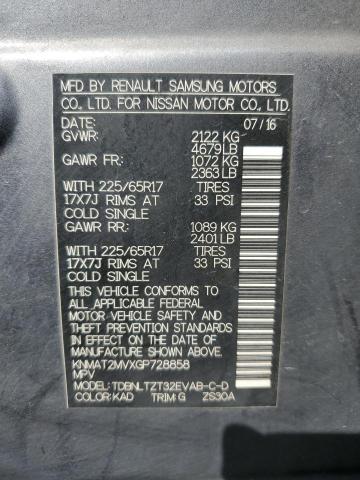 MFD BY RENAULT SAMSUNG MOTORS
CO., LTD. FOR NISSAN MOTOR CO., LTD.
DATE: 07/16
GVWR: 2122 KG
4679 LB
GAWR FR: 1072 KG
2363 LB
WITH 225/65R17 TIRES
17X7J RIMS AT 33 PSI
COLD SINGLE
GAWR RR: 1089 KG
2401 LB
WITH 225/65R17 TIRES
17X7J RIMS AT 33 PSI
COLD SINGLE
THIS VEHICLE CONFORMS TO
ALL APPLICABLE FEDERAL
MOTOR VEHICLE SAFETY AND
THEFT PREVENTION STANDARDS
IN EFFECT ON THE DATE OF
MANUFACTURE SHOWN ABOVE.
KNMAT2MVXGP728858
MPV
MODEL: TDBNLTZT32EVAB-C-D
COLOR: KAD TRIM: G ZS30A